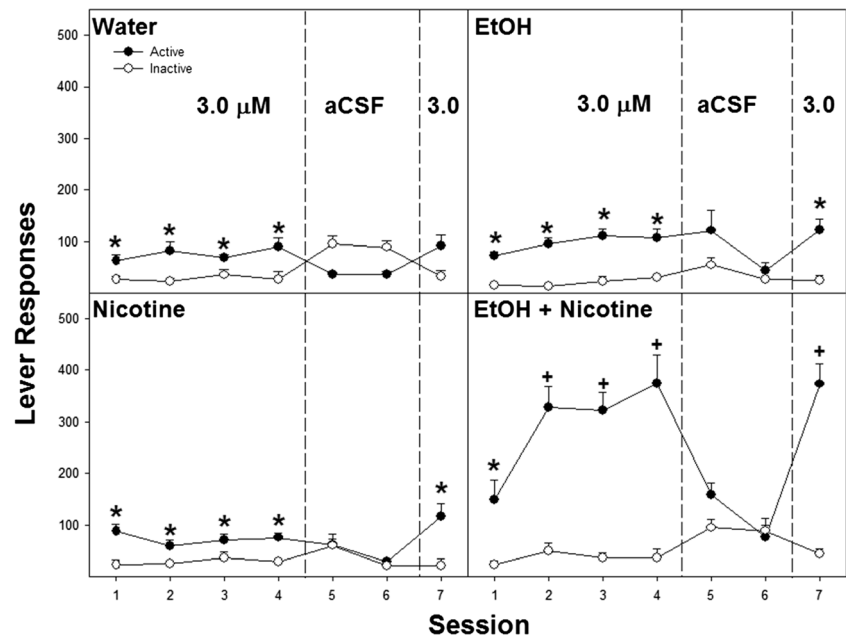 Water
Active
Inactive
3.0 μM
aCSF
3.0
EtOH
3.0 μM
aCSF
3.0
500
400
300
200
100
*
*
*
*
*
*
*
*
*
Nicotine
EtOH + Nicotine
500
400
300
200
100
*
*
*
*
*
*
+
+
+
+
1 2 3 4 5 6 7
1 2 3 4 5 6 7
Lever Responses
Session